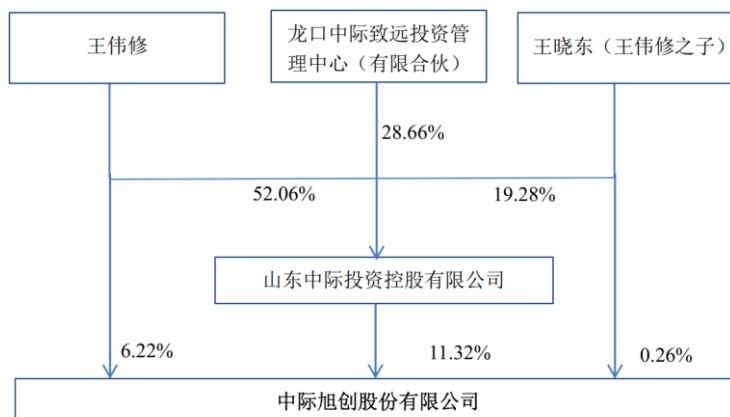 王伟修
龙口中际致远投资管
理中心（有限合伙）
王晓东（王伟修之子）
28.66%
52.06%
19.28%
山东中际投资控股有限公司
6.22%
11.32%
0.26%
中际旭创股份有限公司